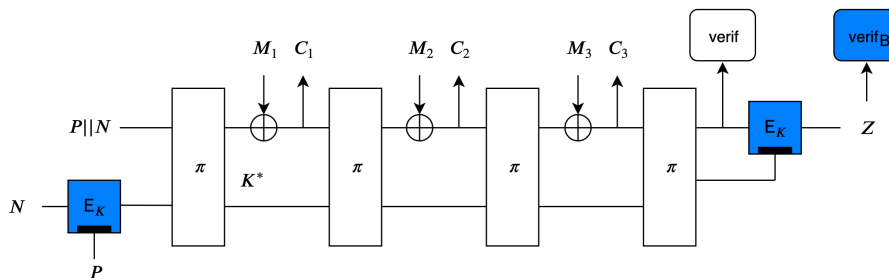 verif verif_B
M_1 C_1 M_2 C_2 M_3 C_3
P||N E_K Z
π K* π π π
N E_K
P